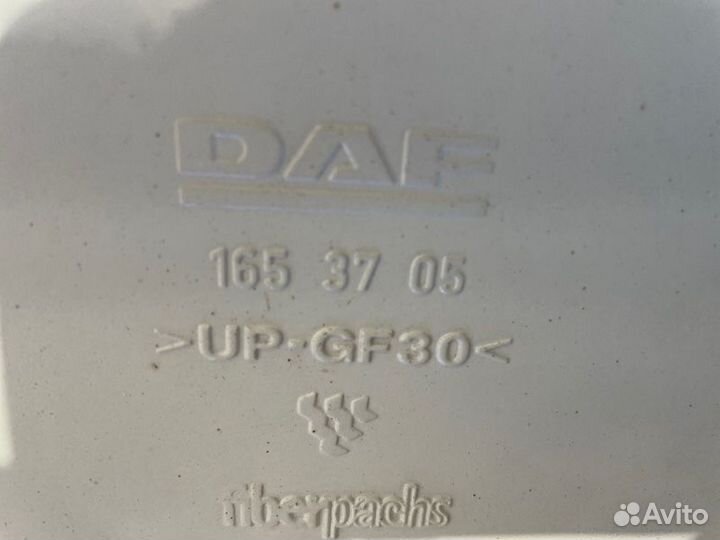 DAF
165 37 05
>UP-GF30<
Avito